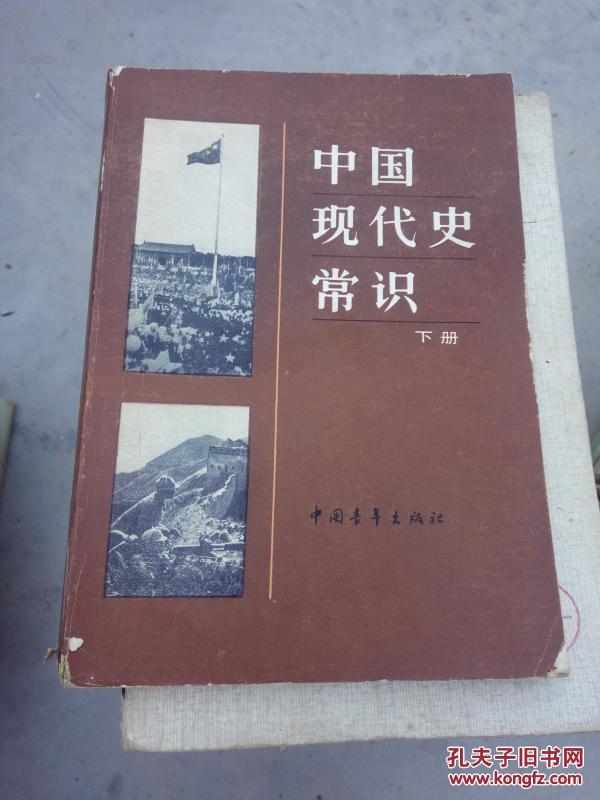 中国
现代史
常识
下册
中国青年出版社
孔夫子旧书网
www.kongfz.com